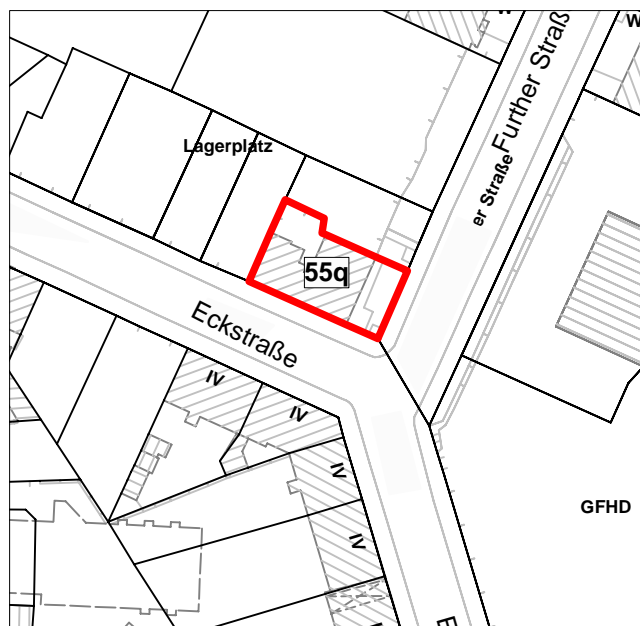 Further Straß
er Straße
Lagerplatz
55q
Eckstraße
IV
IV
IV
IV
GFHD